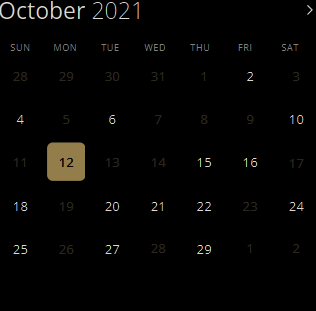 October 2021
SUN MON TUE WED THU FRI SAT
28 29 30 31 1 2 3
4 5 6 7 8 9 10
11 12 13 14 15 16 17
18 19 20 21 22 23 24
25 26 27 28 29 1 2